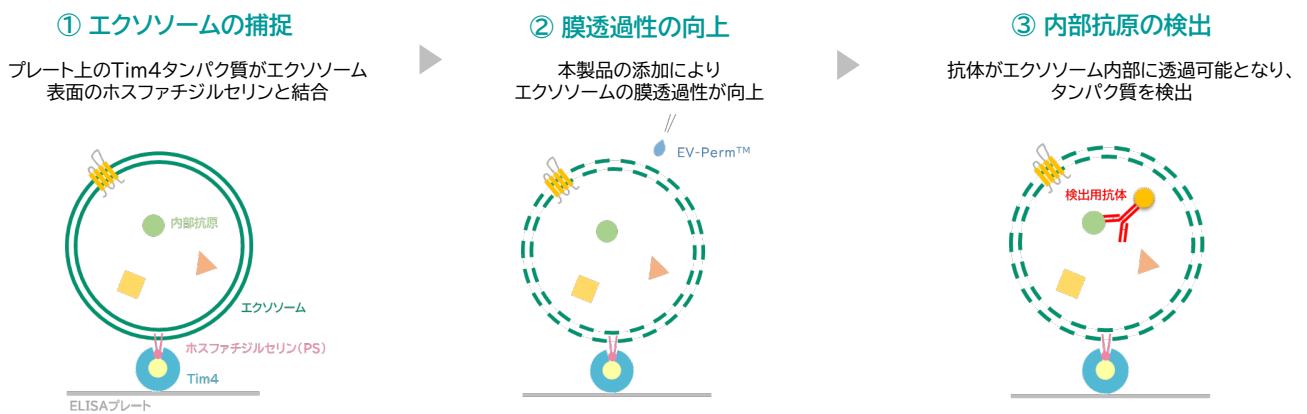 ① エクソソームの捕捉
プレート上のTim4タンパク質がエクソソーム
表面のホスファチジルセリンと結合
内部抗原
エクソソーム
ホスファチジルセリン(PS)
Tim4
ELISAプレート
② 膜透過性の向上
本製品の添加により
エクソソームの膜透過性が向上
EV-Perm™
③ 内部抗原の検出
抗体がエクソソーム内部に透過可能となり、
タンパク質を検出
検出用抗体